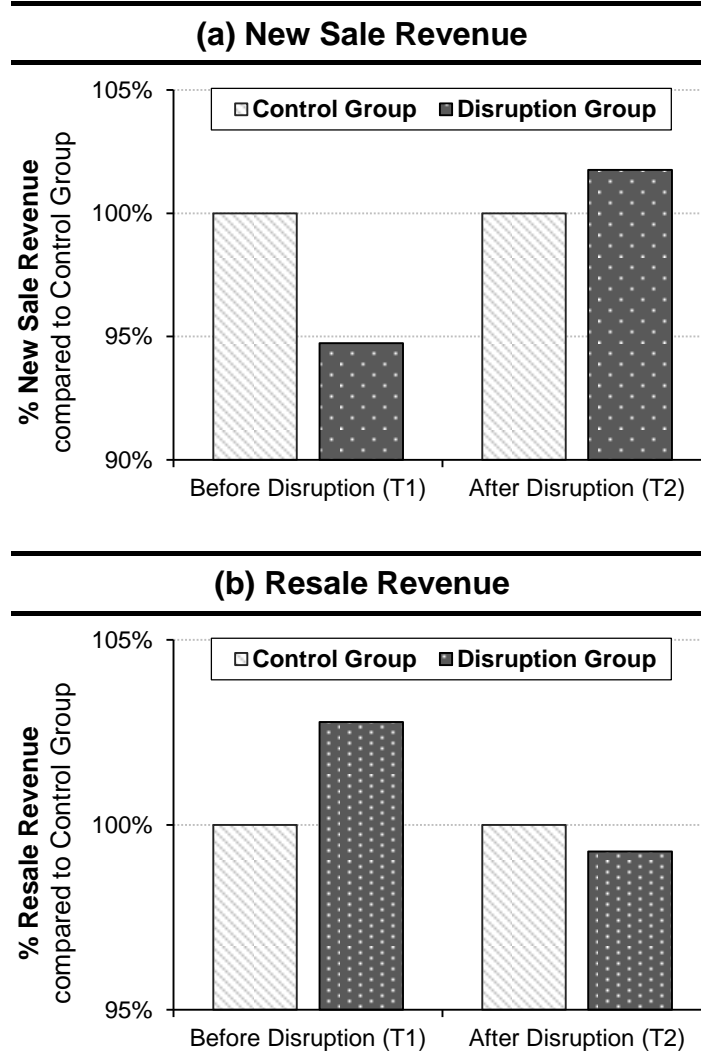 (a) New Sale Revenue
% New Sale Revenue
compared to Control Group
105%
100%
95%
90%
Control Group Disruption Group
Before Disruption (T1) After Disruption (T2)
(b) Resale Revenue
% Resale Revenue
compared to Control Group
105%
100%
95%
Control Group Disruption Group
Before Disruption (T1) After Disruption (T2)